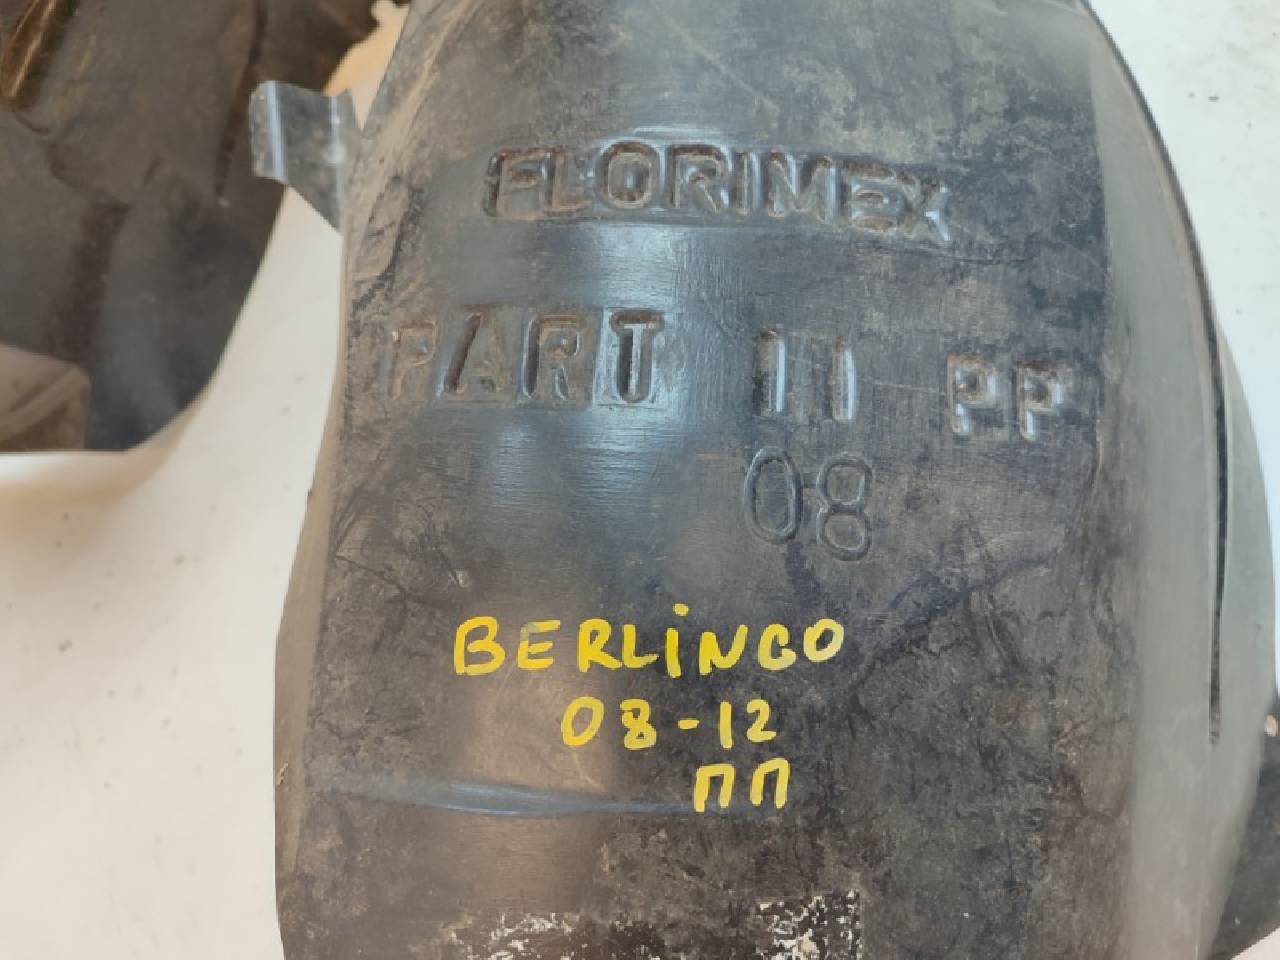 FLORIMEX
PART 11 PP
08
BERLINGO
08-12
ПП